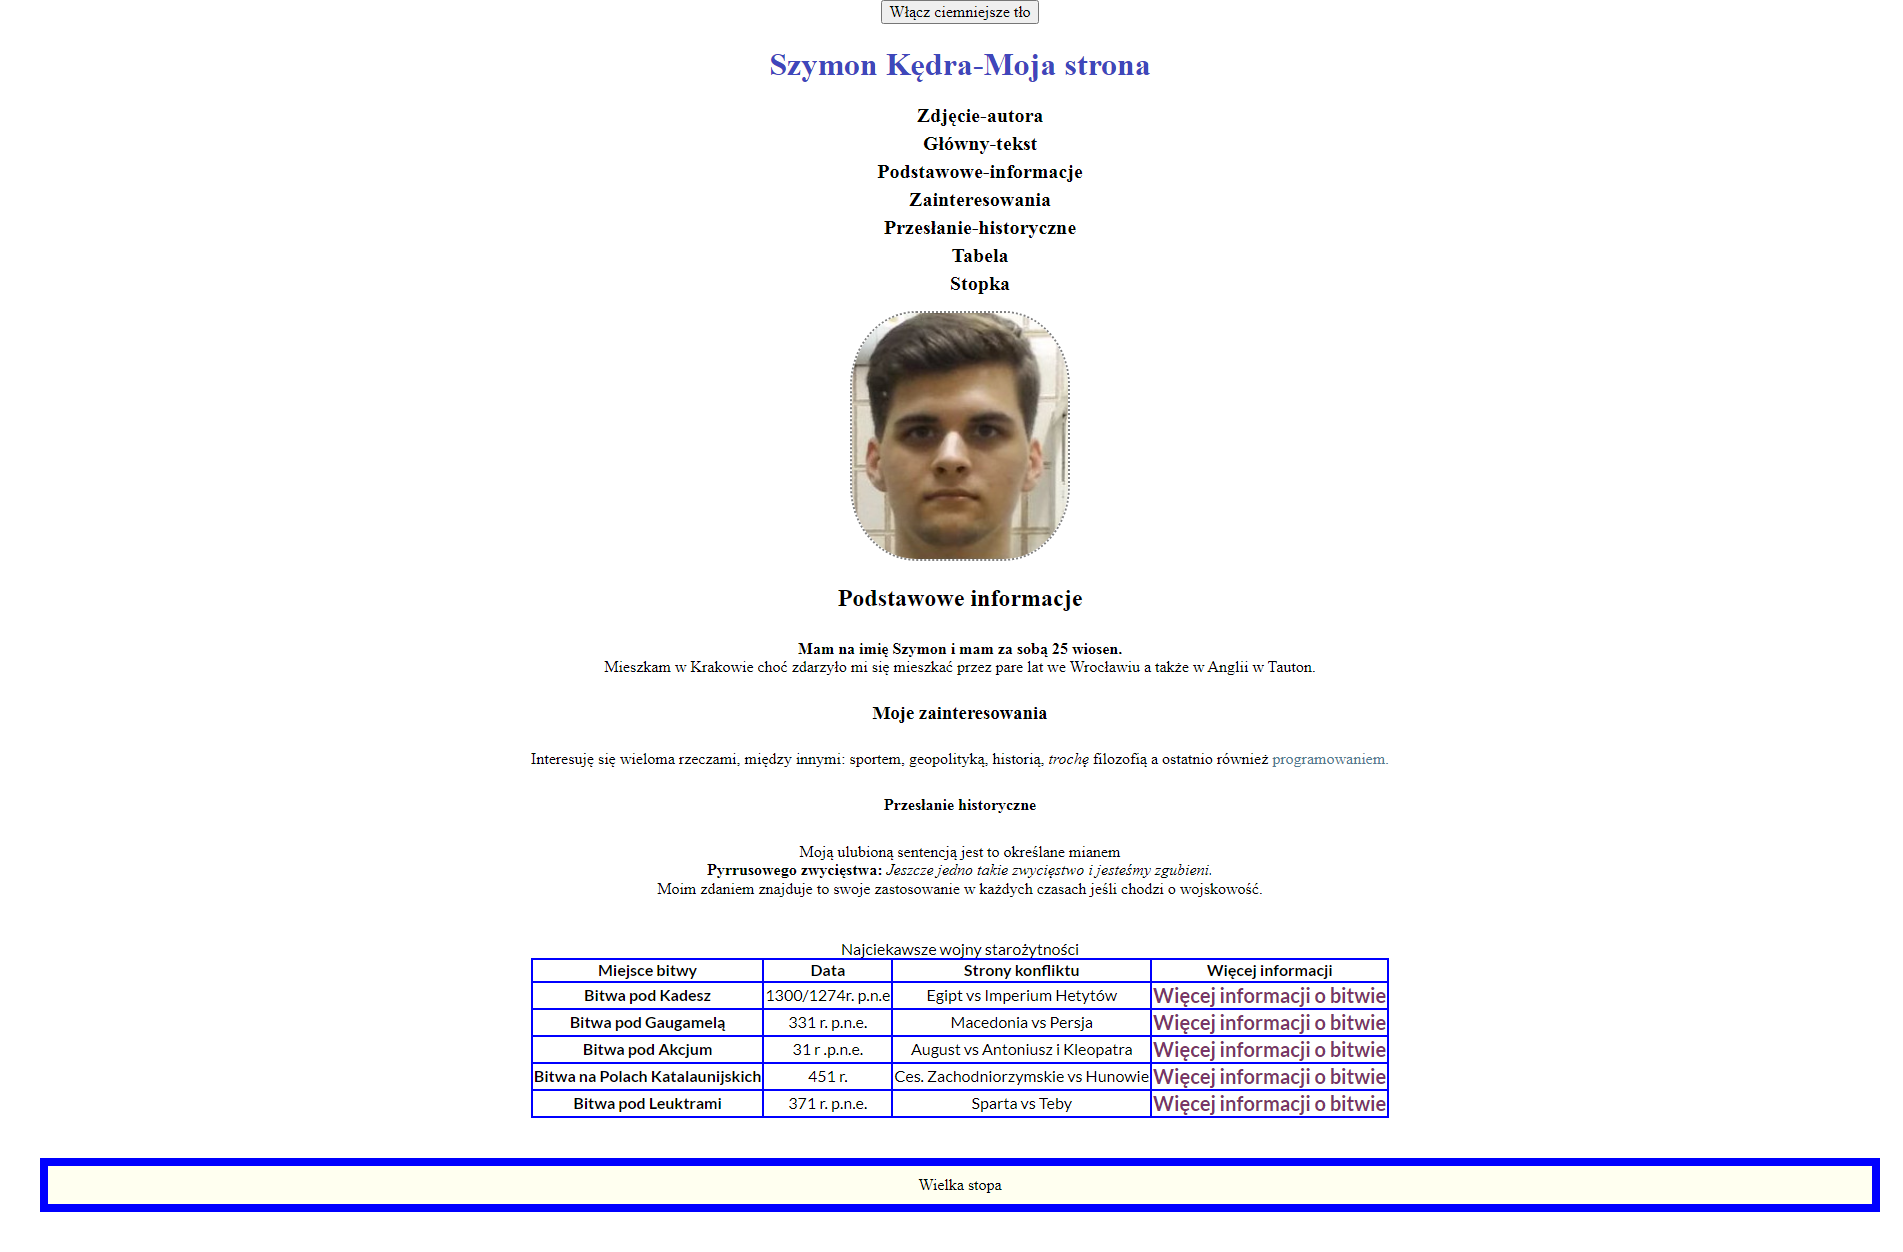 Włącz ciemniejsze tło
Szymon Kędra-Moja strona
Zdjęcie-autora
Główny-tekst
Podstawowe-informacje
Zainteresowania
Przesłanie-historyczne
Tabela
Stopka
Podstawowe informacje
Mam na imię Szymon i mam za sobą 25 wiosen.
Mieszkam w Krakowie choć zdarzyło mi się mieszkać przez pare lat we Wrocławiu a także w Anglii w Tauton.
Moje zainteresowania
Interesuję się wieloma rzeczami, między innymi: sportem, geopolityką, historią, trochę filozofią a ostatnio również programowaniem.
Przesłanie historyczne
Moją ulubioną sentencją jest to określane mianem
Pyrrusowego zwycięstwa: Jeszcze jedno takie zwycięstwo i jesteśmy zgubieni.
Moim zdaniem znajduje to swoje zastosowanie w każdych czasach jeśli chodzi o wojskowość.
Najciekawsze wojny starożytności
Miejsce bitwy Data Strony konfliktu Więcej informacji
Bitwa pod Kadesz 1300/1274r. p.n.e Egipt vs Imperium Hetytów Więcej informacji o bitwie
Bitwa pod Gaugamelą 331 r. p.n.e. Macedonia vs Persja Więcej informacji o bitwie
Bitwa pod Akcjum 31 r .p.n.e. August vs Antoniusz i Kleopatra Więcej informacji o bitwie
Bitwa na Polach Katalaunijskich 451 r. Ces. Zachodniorzymskie vs Hunowie Więcej informacji o bitwie
Bitwa pod Leuktrami 371 r. p.n.e. Sparta vs Teby Więcej informacji o bitwie
Wielka stopa